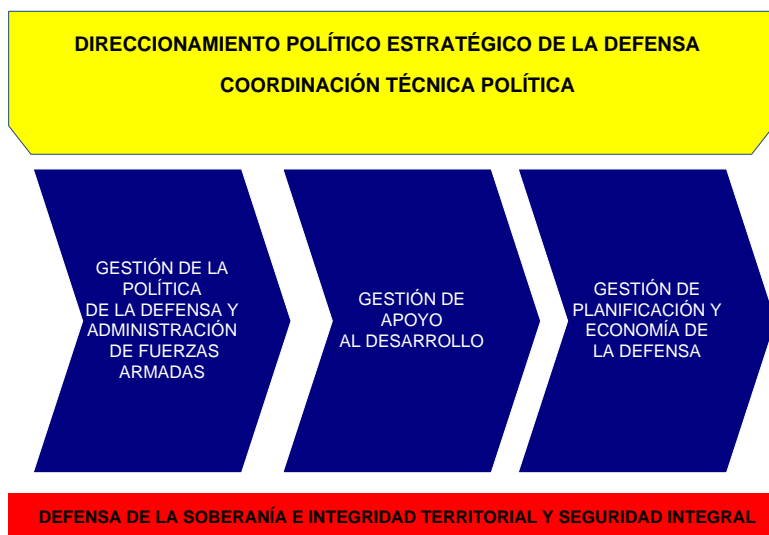 DIRECCIONAMIENTO POLÍTICO ESTRATÉGICO DE LA DEFENSA
COORDINACIÓN TÉCNICA POLÍTICA
GESTIÓN DE LA
POLÍTICA
DE LA DEFENSA Y
ADMINISTRACIÓN
DE FUERZAS
ARMADAS
GESTIÓN DE
APOYO
AL DESARROLLO
GESTIÓN DE
PLANIFICACIÓN Y
ECONOMÍA DE
LA DEFENSA
DEFENSA DE LA SOBERANÍA E INTEGRIDAD TERRITORIAL Y SEGURIDAD INTEGRAL